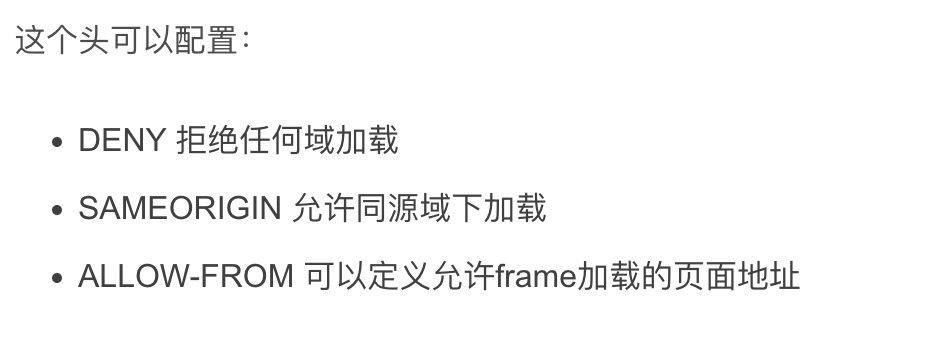 这个头可以配置：
• DENY 拒绝任何域加载
• SAMEORIGIN 允许同源域下加载
• ALLOW-FROM 可以定义允许frame加载的页面地址